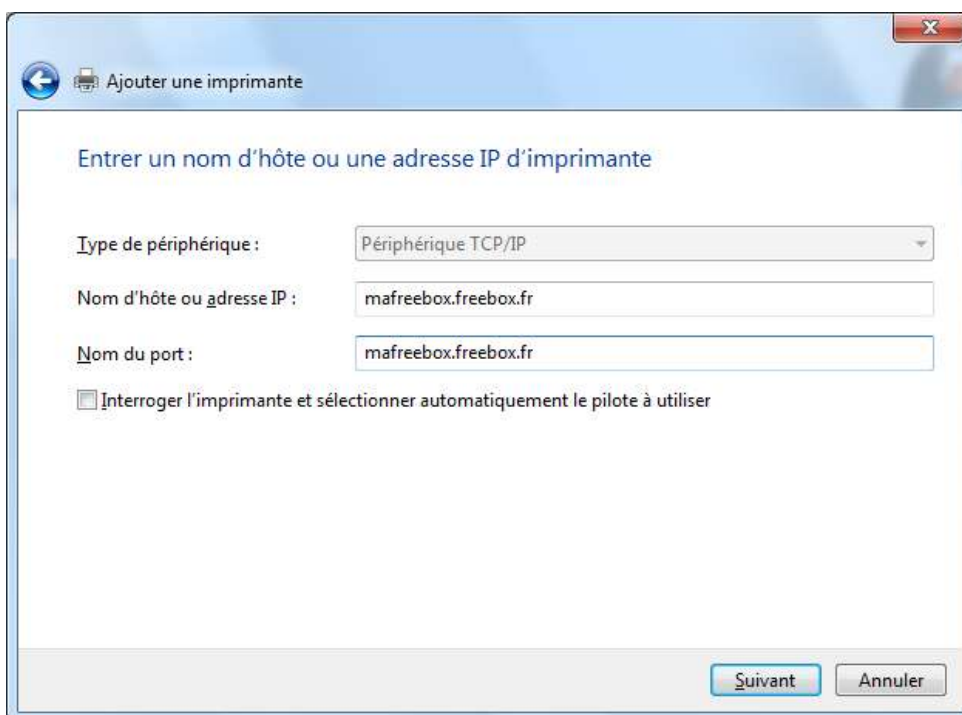 Ajouter une imprimante
Entrer un nom d'hôte ou une adresse IP d'imprimante
Type de périphérique :
Périphérique TCP/IP
Nom d'hôte ou adresse IP :
mafreebox.freebox.fr
Nom du port :
mafreebox.freebox.fr
Interroger l'imprimante et sélectionner automatiquement le pilote à utiliser
Suivant
Annuler